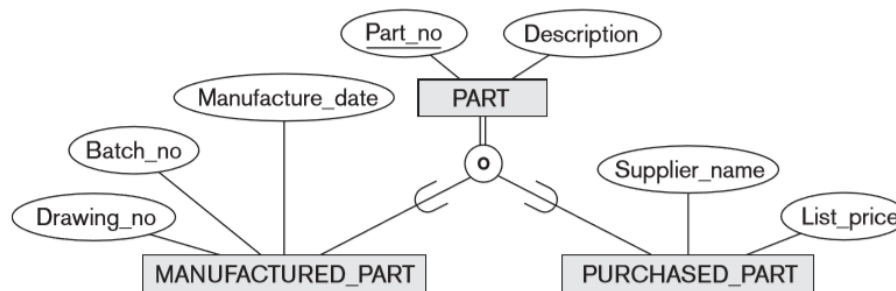 Part_no
Description
PART
Manufacture_date
o
Batch_no
Supplier_name
Drawing_no
List_price
MANUFACTURED_PART
PURCHASED_PART